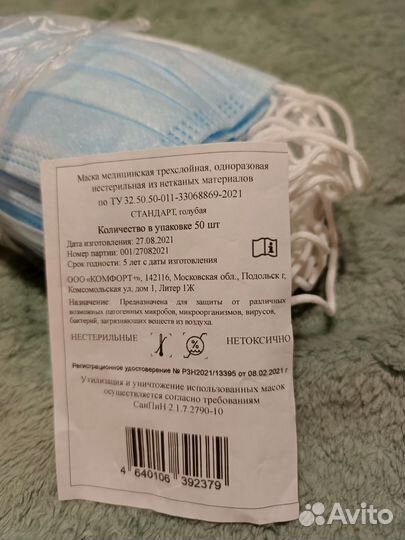 Маска медицинская трехслойная, одноразовая
нестерильная из нетканых материалов
по ТУ 32.50.50-011-33068869-2021
СТАНДАРТ, голубая
Количество в упаковке 50 шт
Дата изготовления: 27.08.2021
Номер партии: 001/27082021
Срок годности: 5 лет с даты изготовления
ООО «КОМФОРТ+», 142116, Московская обл., Подольск г,
Комсомольская ул, дом 1, Литер 1Ж
Назначение: Предназначена для защиты от различных
возможных патогенных микробов, микроорганизмов, вирусов,
бактерий, загрязняющих веществ из воздуха.
НЕСТЕРИЛЬНЫЕ НЕТОКСИЧНО
Регистрационное удостоверение № РЗН2021/13395 от 08.02.2021 г
Утилизация и уничтожение использованных масок
осуществляется согласно требованиям
СанПиН 2.1.7.2790-10
4 640106 392379
Avito